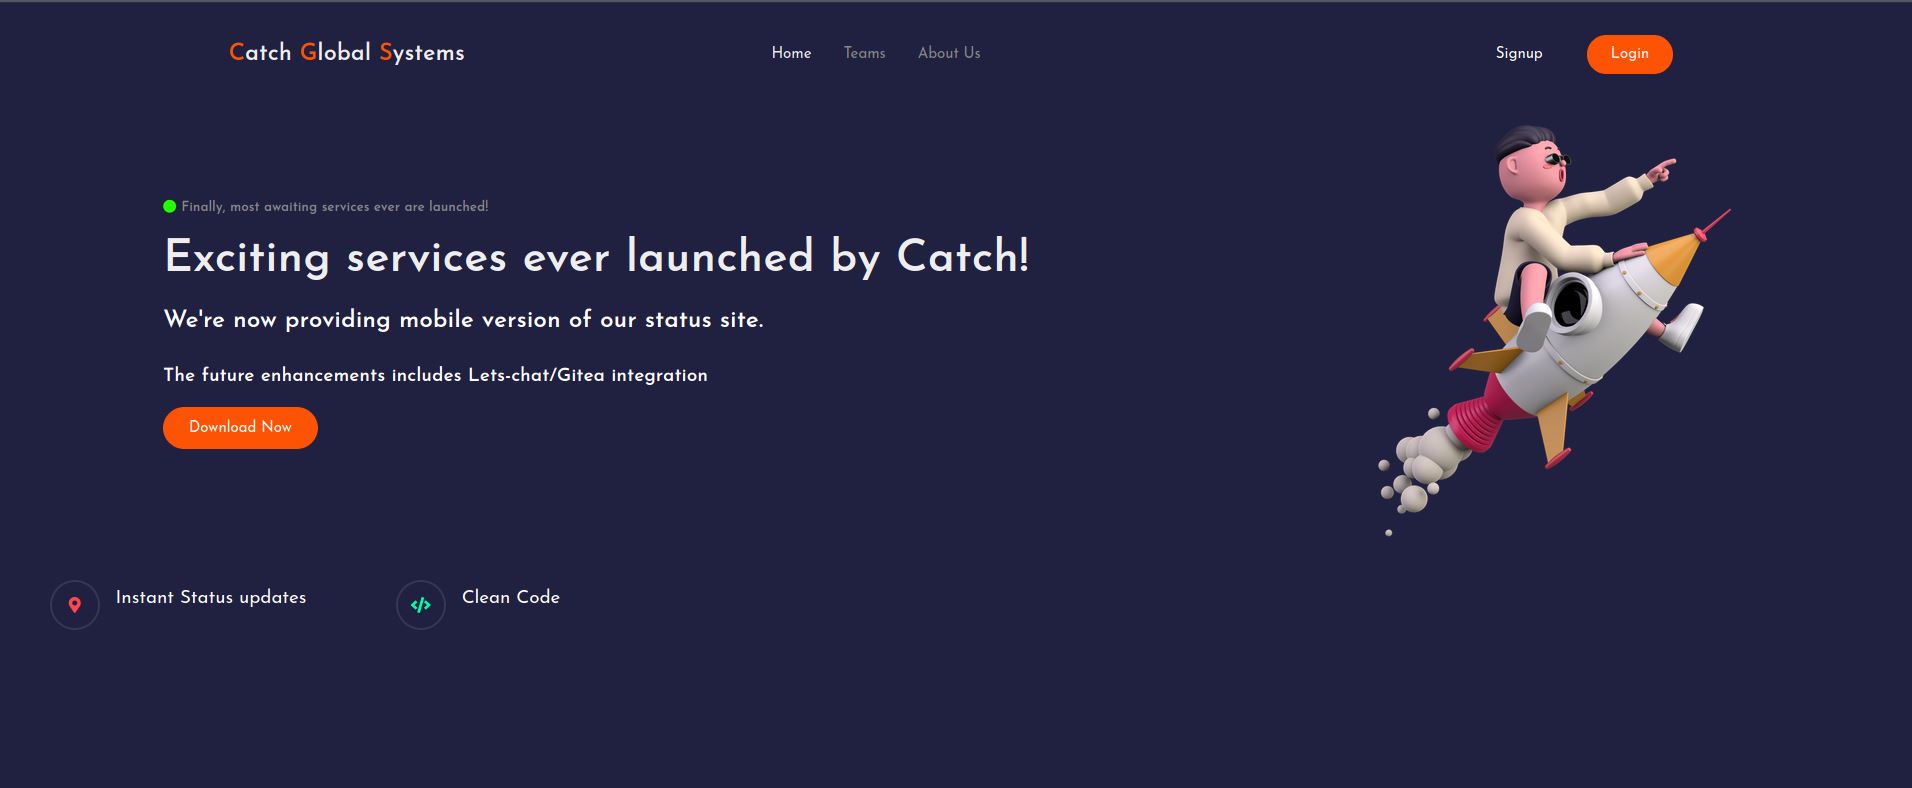 Catch Global Systems
Home Teams About Us
Signup Login
Finally, most awaiting services ever are launched!
Exciting services ever launched by Catch!
We're now providing mobile version of our status site.
The future enhancements includes Lets-chat/Gitea integration
Download Now
Instant Status updates
Clean Code